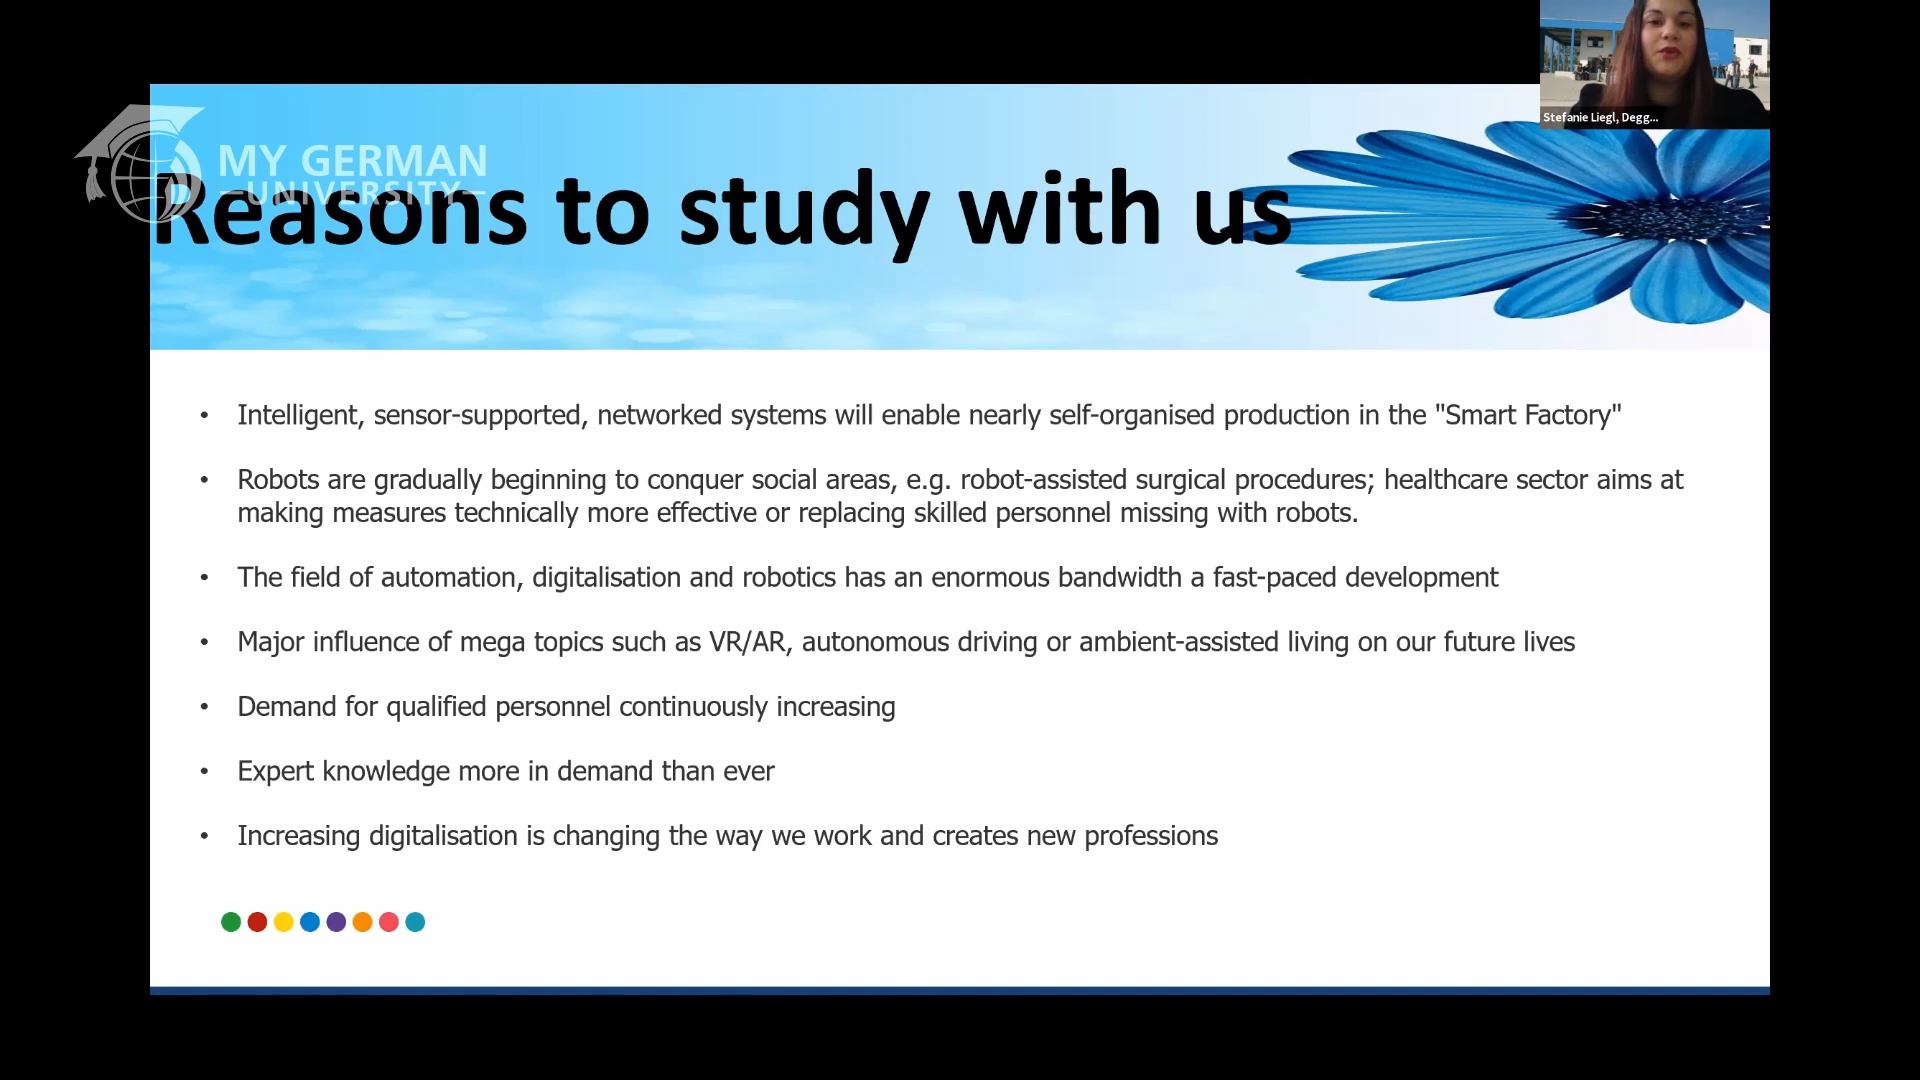 Stefanie Liegl, Degg...
MY GERMAN
UNIVERSITY
Reasons to study with us
• Intelligent, sensor-supported, networked systems will enable nearly self-organised production in the "Smart Factory"
• Robots are gradually beginning to conquer social areas, e.g. robot-assisted surgical procedures; healthcare sector aims at
making measures technically more effective or replacing skilled personnel missing with robots.
• The field of automation, digitalisation and robotics has an enormous bandwidth a fast-paced development
• Major influence of mega topics such as VR/AR, autonomous driving or ambient-assisted living on our future lives
• Demand for qualified personnel continuously increasing
• Expert knowledge more in demand than ever
• Increasing digitalisation is changing the way we work and creates new professions